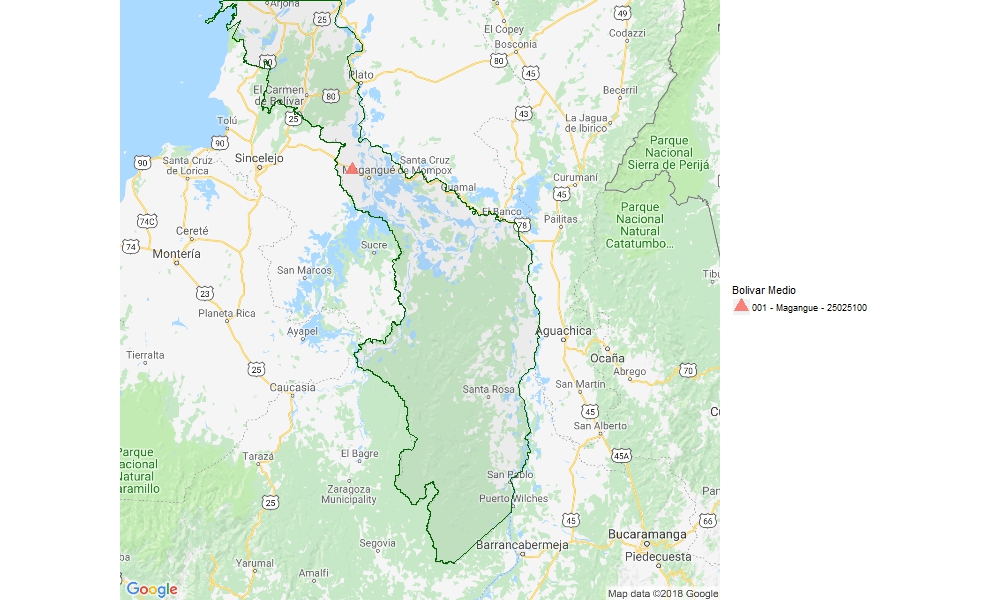 Arjona
25
49
El Copey
Codazzi
Bosconia
80
45
Plato
El Carmen
de Bolívar
80
Becerril
43
La Jagua
de Ibirico
25
Tolú
90
Parque
Nacional
Sierra de Perijá
90
Santa Cruz
de Lorica
Sincelejo
Santa Cruz
de Mompox
Magangué
Curumaní
Guamal
45
El Banco
Pailitas
78
Parque
Nacional
Natural
Catatumbo...
74C
Cereté
74
Montería
Sucre
San Marcos
Tibu
23
Planeta Rica
Ayapel
Aguachica
Ocaña
Tierralta
25
Abrego
70
Caucasia
Santa Rosa
San Martín
45
San Alberto
Parque
Nacional
Natural
Paramillo
Tarazá
El Bagre
45A
San Pablo
Zaragoza
Municipality
Puerto Wilches
25
45
66
Bucaramanga
Segovia
Barrancabermeja
Piedecuesta
Yarumal
Amalfi
Google
Map data ©2018 Google
Bolivar Medio
001 - Magangue - 25025100